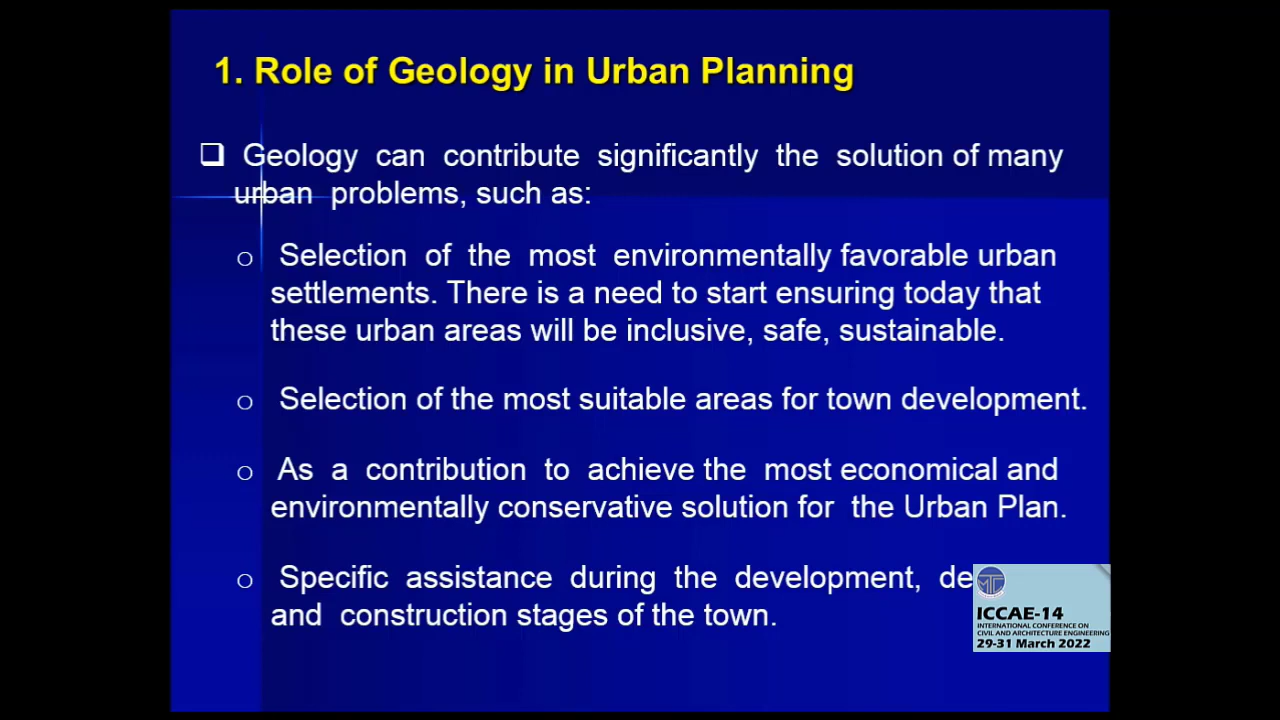 1. Role of Geology in Urban Planning
Geology can contribute significantly the solution of many
urban problems, such as:
Selection of the most environmentally favorable urban
settlements. There is a need to start ensuring today that
these urban areas will be inclusive, safe, sustainable.
Selection of the most suitable areas for town development.
As a contribution to achieve the most economical and
environmentally conservative solution for the Urban Plan.
Specific assistance during the development,
and construction stages of the town.
MTC
ICCAE-14
INTERNATIONAL CONFERENCE ON
CIVIL AND ARCHITECTURE ENGINEERING
29-31 March 2022